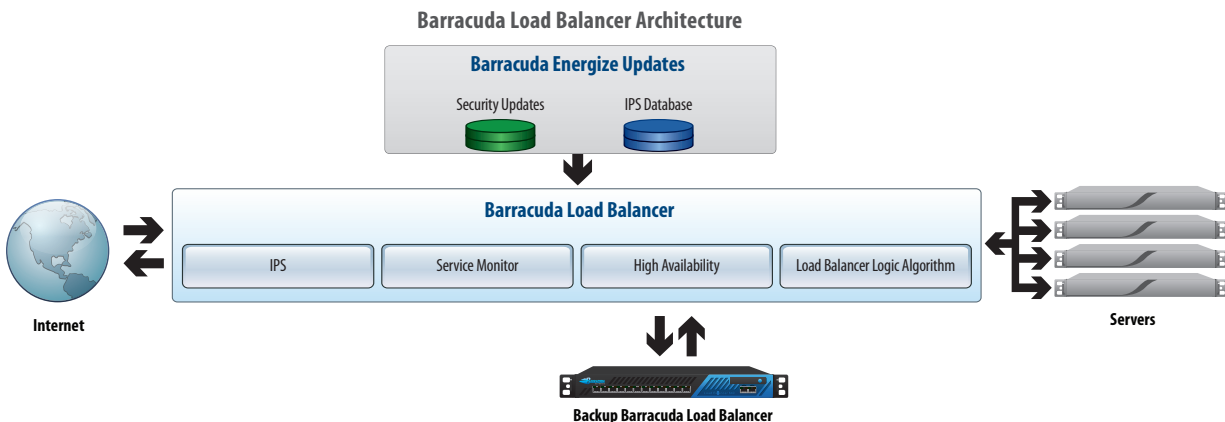 Barracuda Load Balancer Architecture
Barracuda Energize Updates
Security Updates
IPS Database
Barracuda Load Balancer
IPS
Service Monitor
High Availability
Load Balancer Logic Algorithm
Internet
Servers
Backup Barracuda Load Balancer